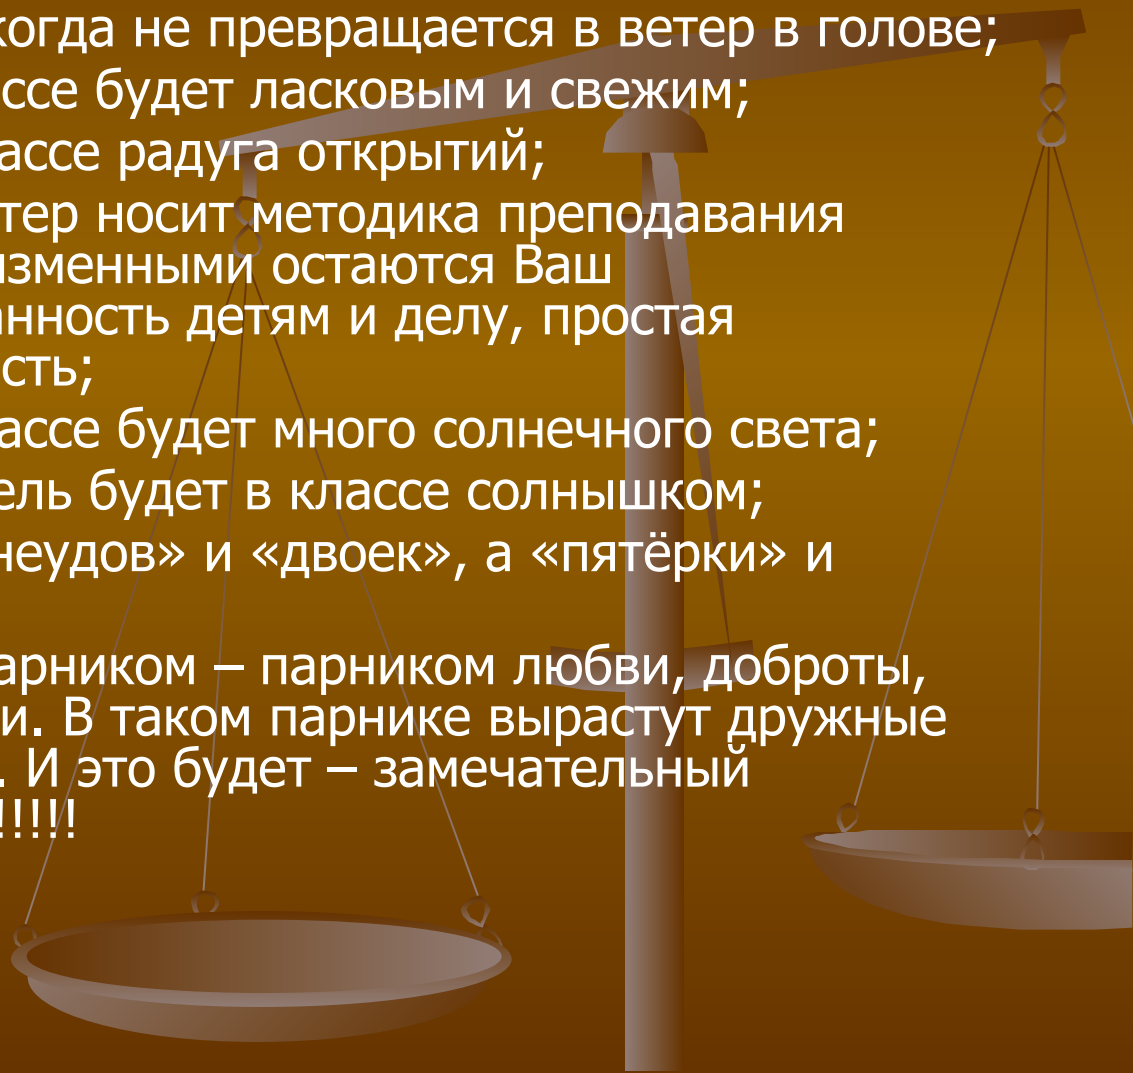 когда не превращается в ветер в голове;
ссе будет ласковым и свежим;
ассе радуга открытий;
тер носит методика преподавания
изменными остаются Ваш
анность детям и делу, простая
сть;
ассе будет много солнечного света;
ель будет в классе солнышком;
неудов» и «двоек», а «пятёрки» и
арником – парником любви, доброты,
и. В таком парнике вырастут дружные
. И это будет – замечательный
!!!!!